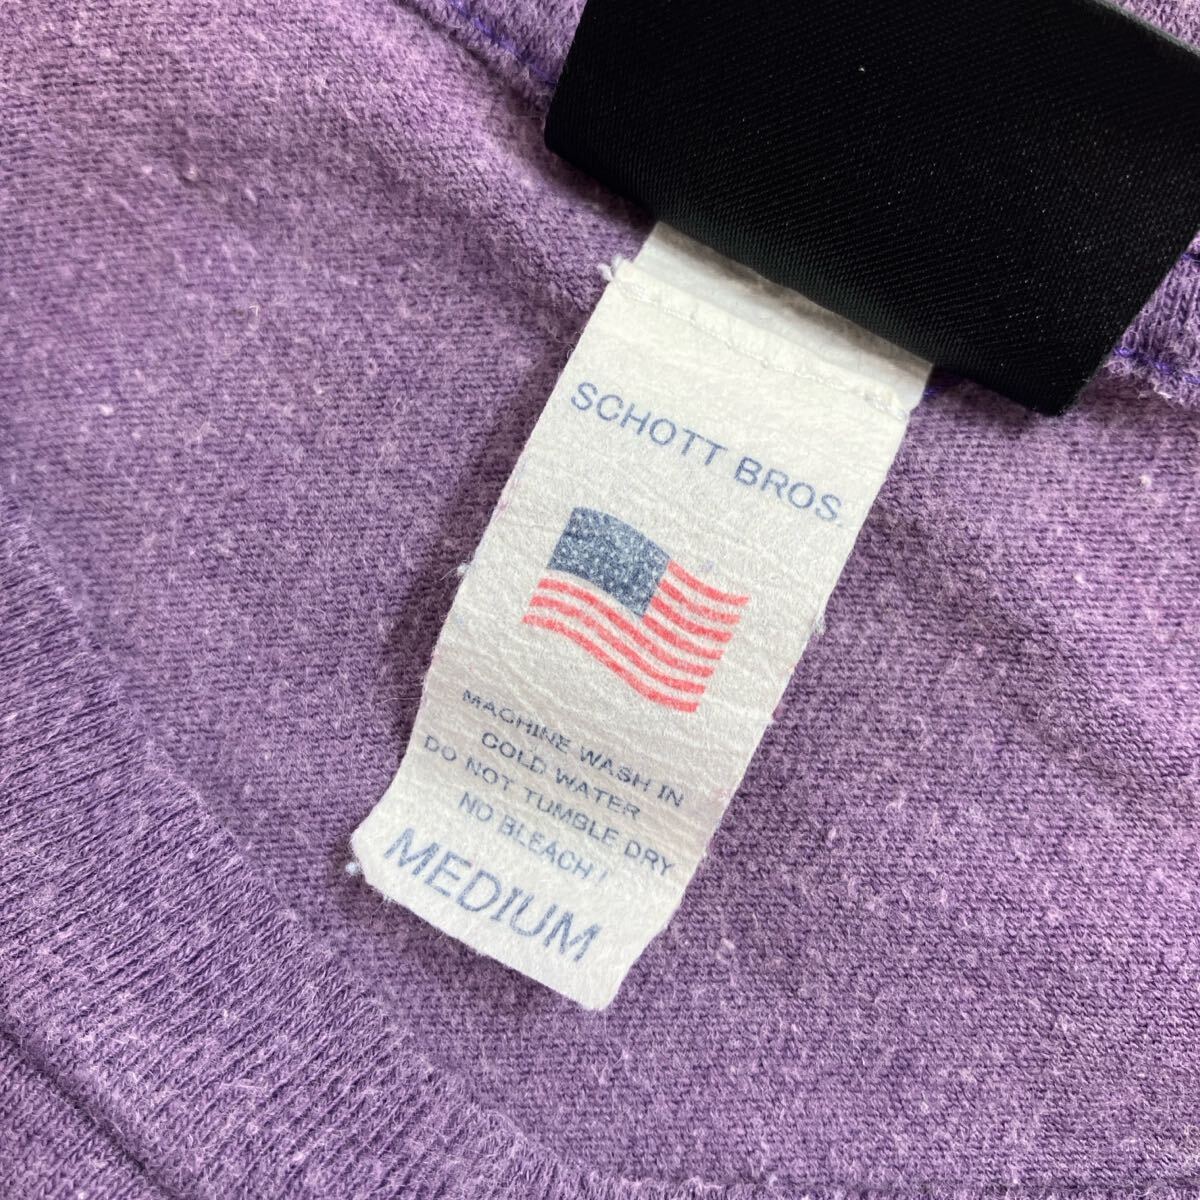 SCHOTT BROS.
MACHINE WASH IN
COLD WATER
DO NOT TUMBLE DRY
NO BLEACH!
MEDIUM